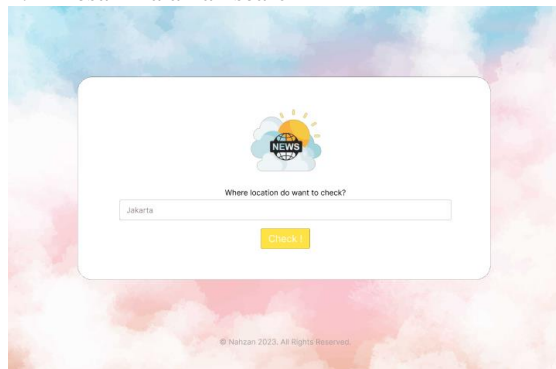 NEWS
Where location do want to check?
Jakarta
Check !
© Nahzan 2023. All Rights Reserved.